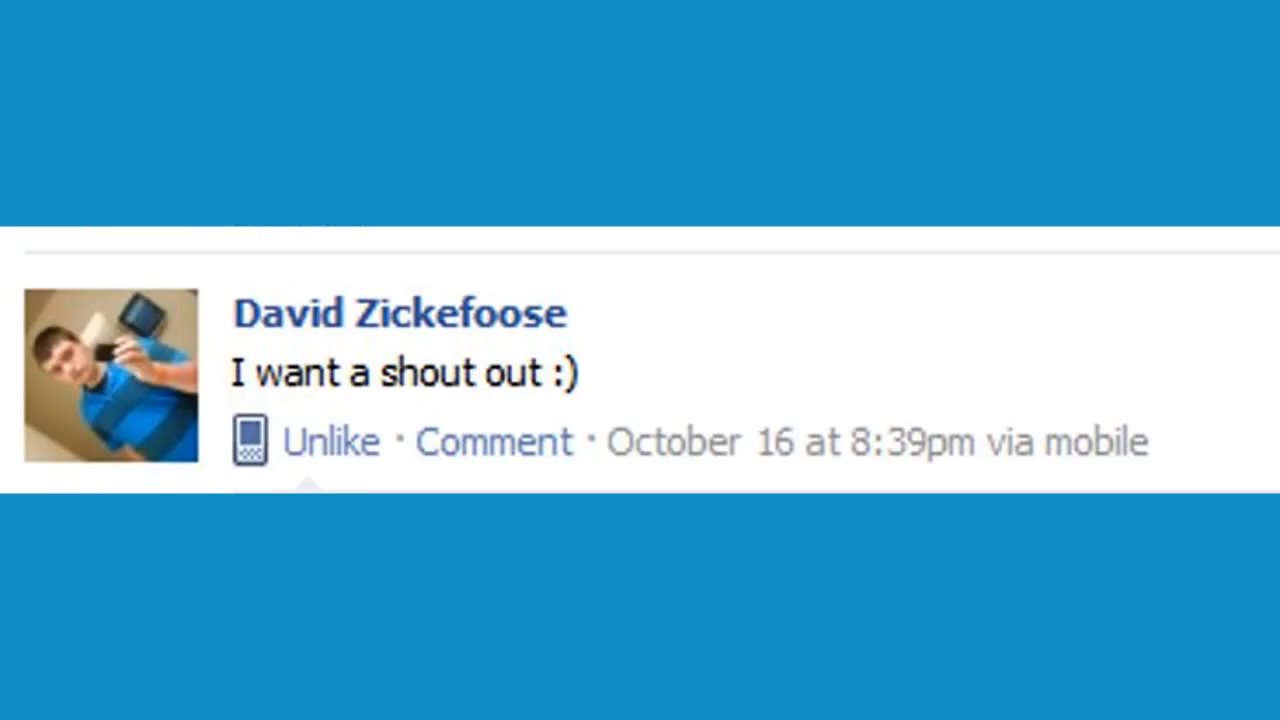 David Zickefoose
I want a shout out :)
Unlike · Comment · October 16 at 8:39pm via mobile